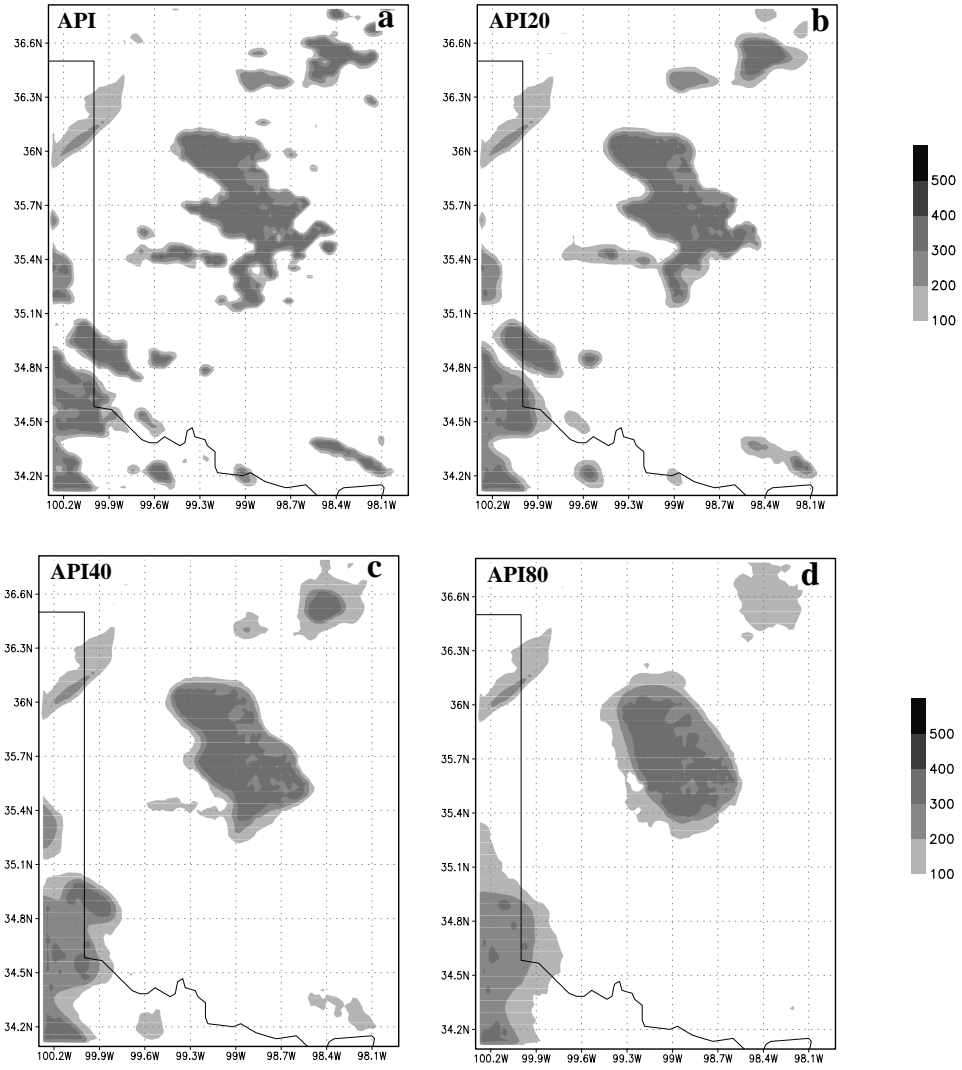 API a
36.6N
36.3N
36N
35.7N
35.4N
35.1N
34.8N
34.5N
34.2N
100.2W 99.9W 99.6W 99.3W 99W 98.7W 98.4W 98.1W
API20 b
36.6N
36.3N
36N
35.7N
35.4N
35.1N
34.8N
34.5N
34.2N
100.2W 99.9W 99.6W 99.3W 99W 98.7W 98.4W 98.1W
500
400
300
200
100
API40 c
36.6N
36.3N
36N
35.7N
35.4N
35.1N
34.8N
34.5N
34.2N
100.2W 99.9W 99.6W 99.3W 99W 98.7W 98.4W 98.1W
API80 d
36.6N
36.3N
36N
35.7N
35.4N
35.1N
34.8N
34.5N
34.2N
100.2W 99.9W 99.6W 99.3W 99W 98.7W 98.4W 98.1W
500
400
300
200
100